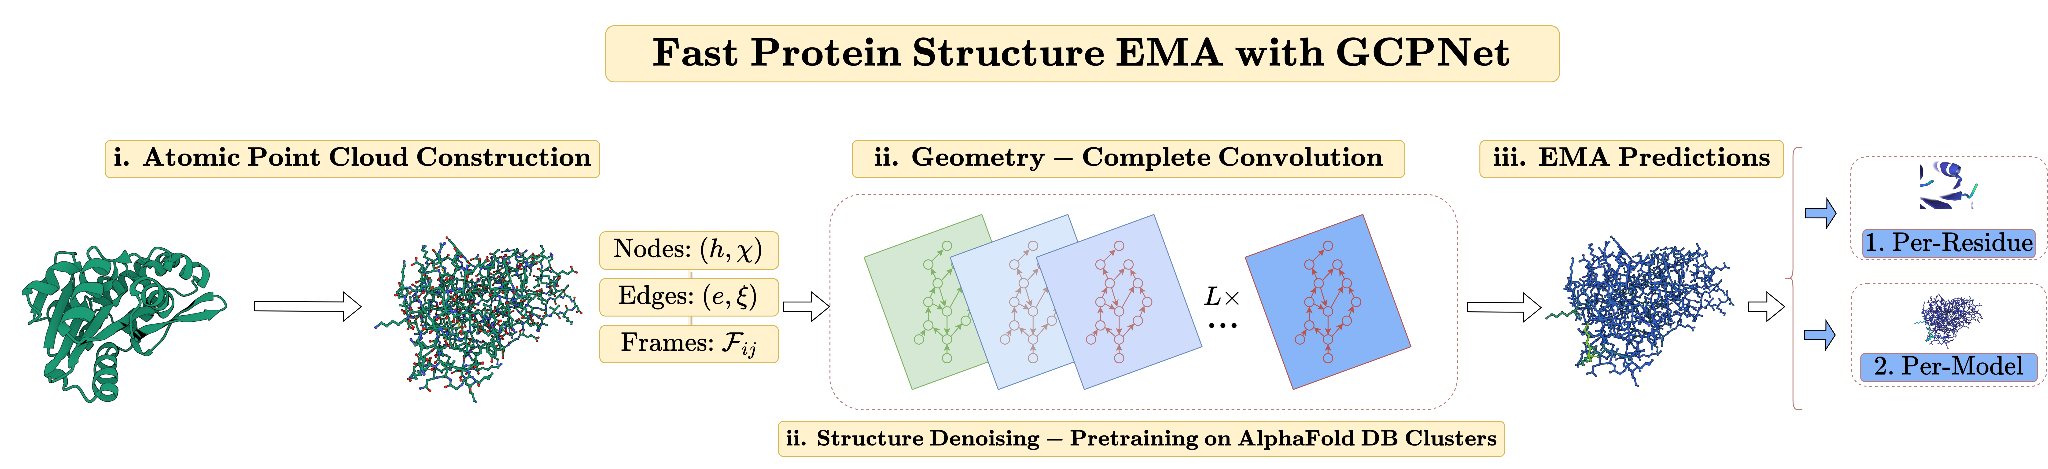 Fast Protein Structure EMA with GCPNet
i. Atomic Point Cloud Construction
ii. Geometry – Complete Convolution
iii. EMA Predictions
Nodes: (h, χ)
Edges: (e, ξ)
Frames: ℱij
L×
...
1. Per-Residue
2. Per-Model
ii. Structure Denoising – Pretraining on AlphaFold DB Clusters